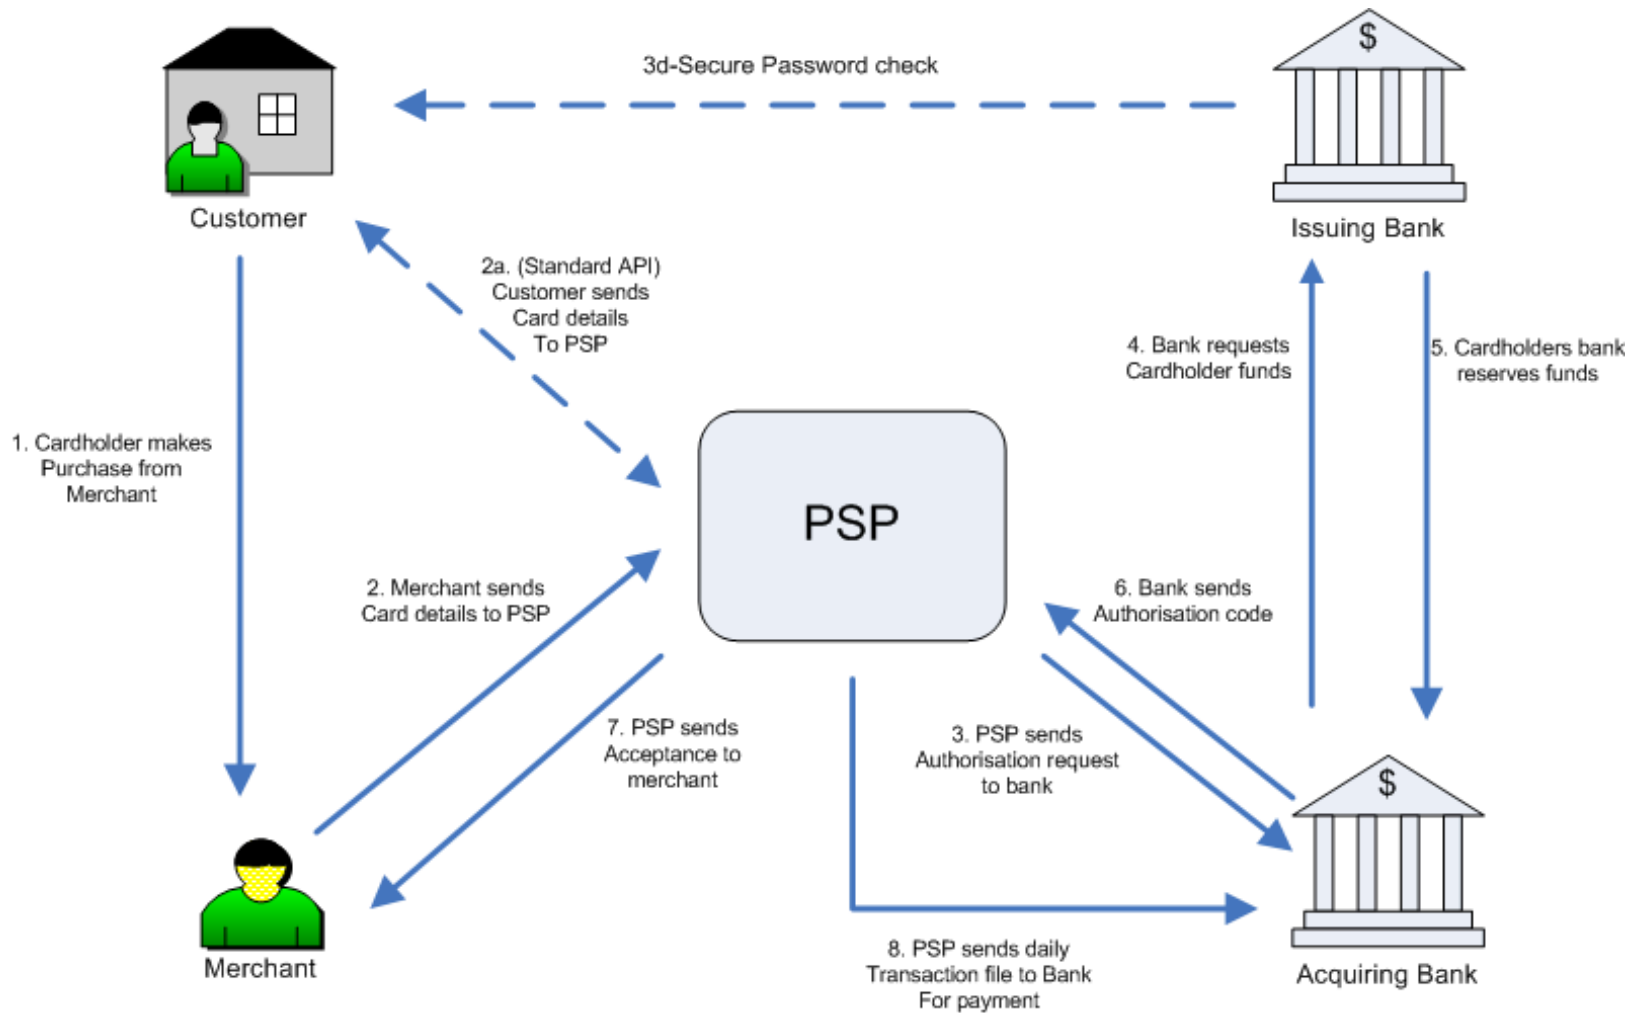 3d-Secure Password check
$
Customer
Issuing Bank
2a. (Standard API)
Customer sends
Card details
To PSP
4. Bank requests
Cardholder funds
5. Cardholders bank
reserves funds
1. Cardholder makes
Purchase from
Merchant
PSP
2. Merchant sends
Card details to PSP
6. Bank sends
Authorisation code
7. PSP sends
Acceptance to
merchant
3. PSP sends
Authorisation request
to bank
$
8. PSP sends daily
Transaction file to Bank
For payment
Merchant
Acquiring Bank